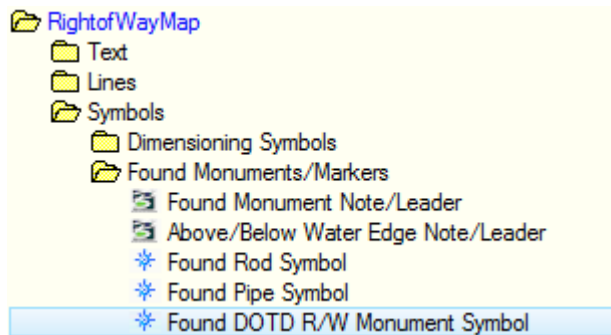 RightofWayMap
Text
Lines
Symbols
Dimensioning Symbols
Found Monuments/Markers
Found Monument Note/Leader
Above/Below Water Edge Note/Leader
Found Rod Symbol
Found Pipe Symbol
Found DOTD R/W Monument Symbol